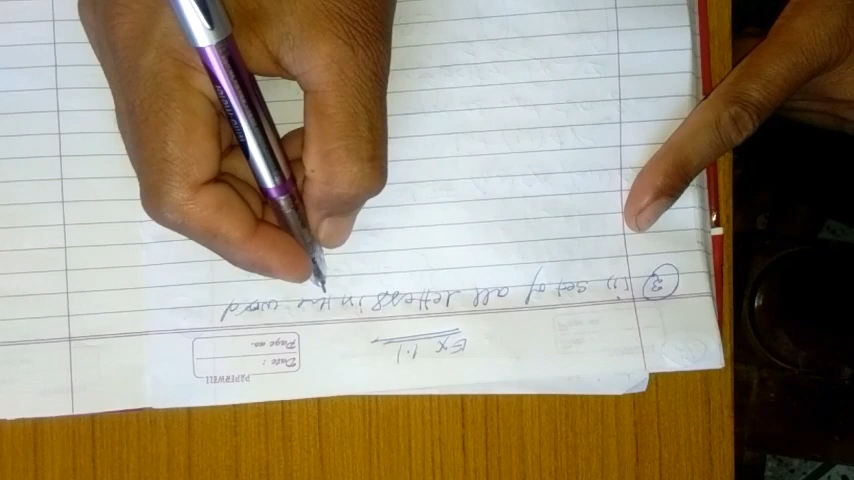 PAPERWELL
Date :
Page no.
Ex 1.1
3 (i) set of all letters in the word